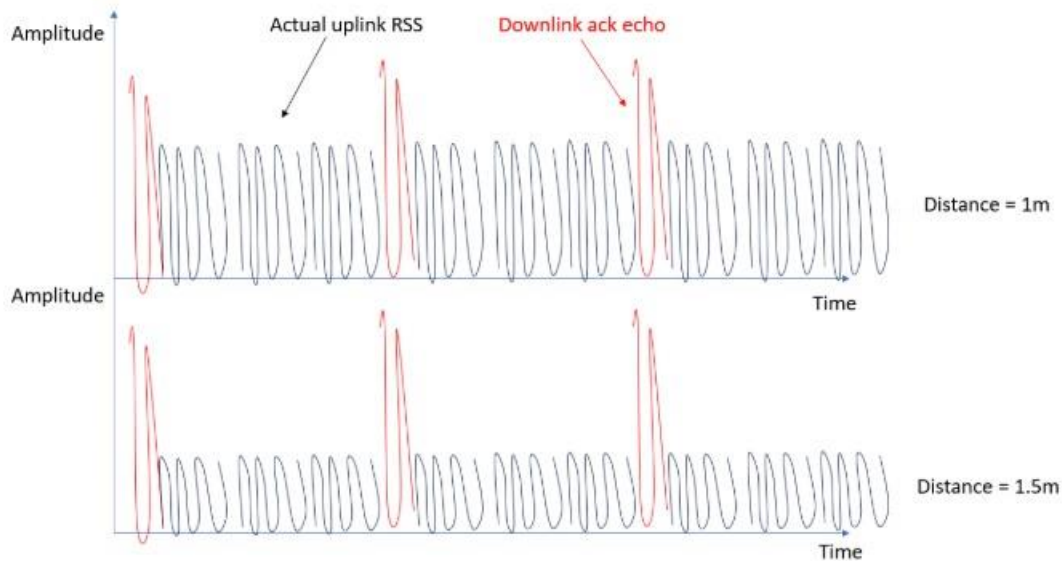 Amplitude
Actual uplink RSS
Downlink ack echo
Distance = 1m
Amplitude
Time
Distance = 1.5m
Time